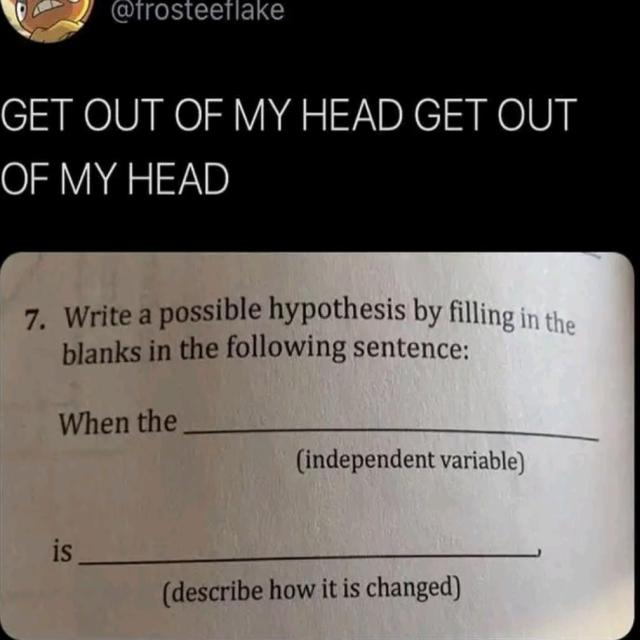 @frosteeflake
GET OUT OF MY HEAD GET OUT
OF MY HEAD
7. Write a possible hypothesis by filling in the
blanks in the following sentence:
When the
(independent variable)
is ,
(describe how it is changed)